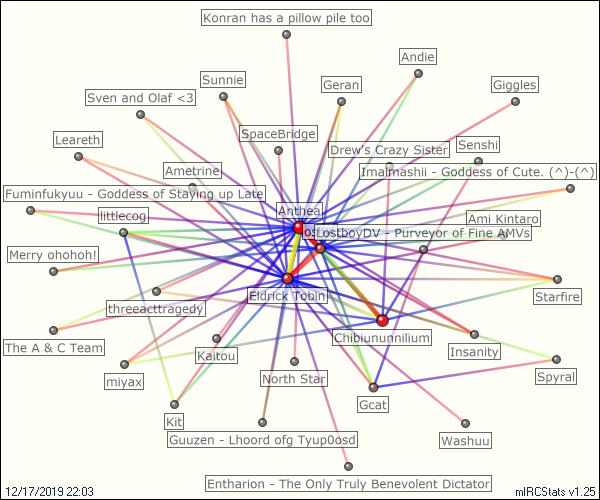 Konran has a pillow pile too
Andie
Sunnie
Geran
Giggles
Sven and Olaf <3
SpaceBridge
Leareth
Drew's Crazy Sister
Senshi
Ametrine
Imalmashii - Goddess of Cute. (^)-(^)
Fuminfukyuu - Goddess of Staying up Late
Anthea
littlecog
Ami Kintaro
LostboyDV - Purveyor of Fine AMVs
Merry ohohoh!
Eldrick Tobin
Starfire
threeacttragedy
Chibiununnilium
The A & C Team
Kaitou
Insanity
North Star
Spyral
miyax
Gcat
Kit
Guuzen - Lhoord ofg Tyup0osd
Washuu
Entharion - The Only Truly Benevolent Dictator
12/17/2019 22:03
mIRCStats v1.25